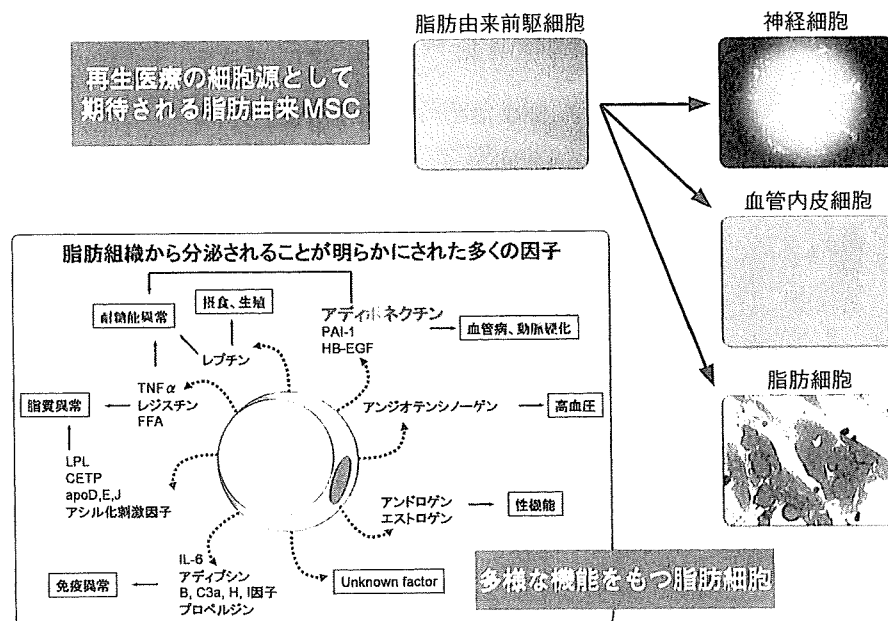 再生医療の細胞源として
期待される脂肪由来MSC
脂肪由来前駆細胞
神経細胞
血管内皮細胞
脂肪細胞
脂肪組織から分泌されることが明らかにされた多くの因子
耐糖能異常
摂食、生殖
レプチン
アディポネクチン
PAI-1
HB-EGF
血管病、動脈硬化
TNFα
レジスチン
FFA
脂質異常
アンジオテンシノーゲン
高血圧
LPL
CETP
apoD,E,J
アシル化刺激因子
アンドロゲン
エストロゲン
性機能
IL-6
アディプシン
B, C3a, H, I因子
プロペルジン
免疫異常
Unknown factor
多様な機能をもつ脂肪細胞